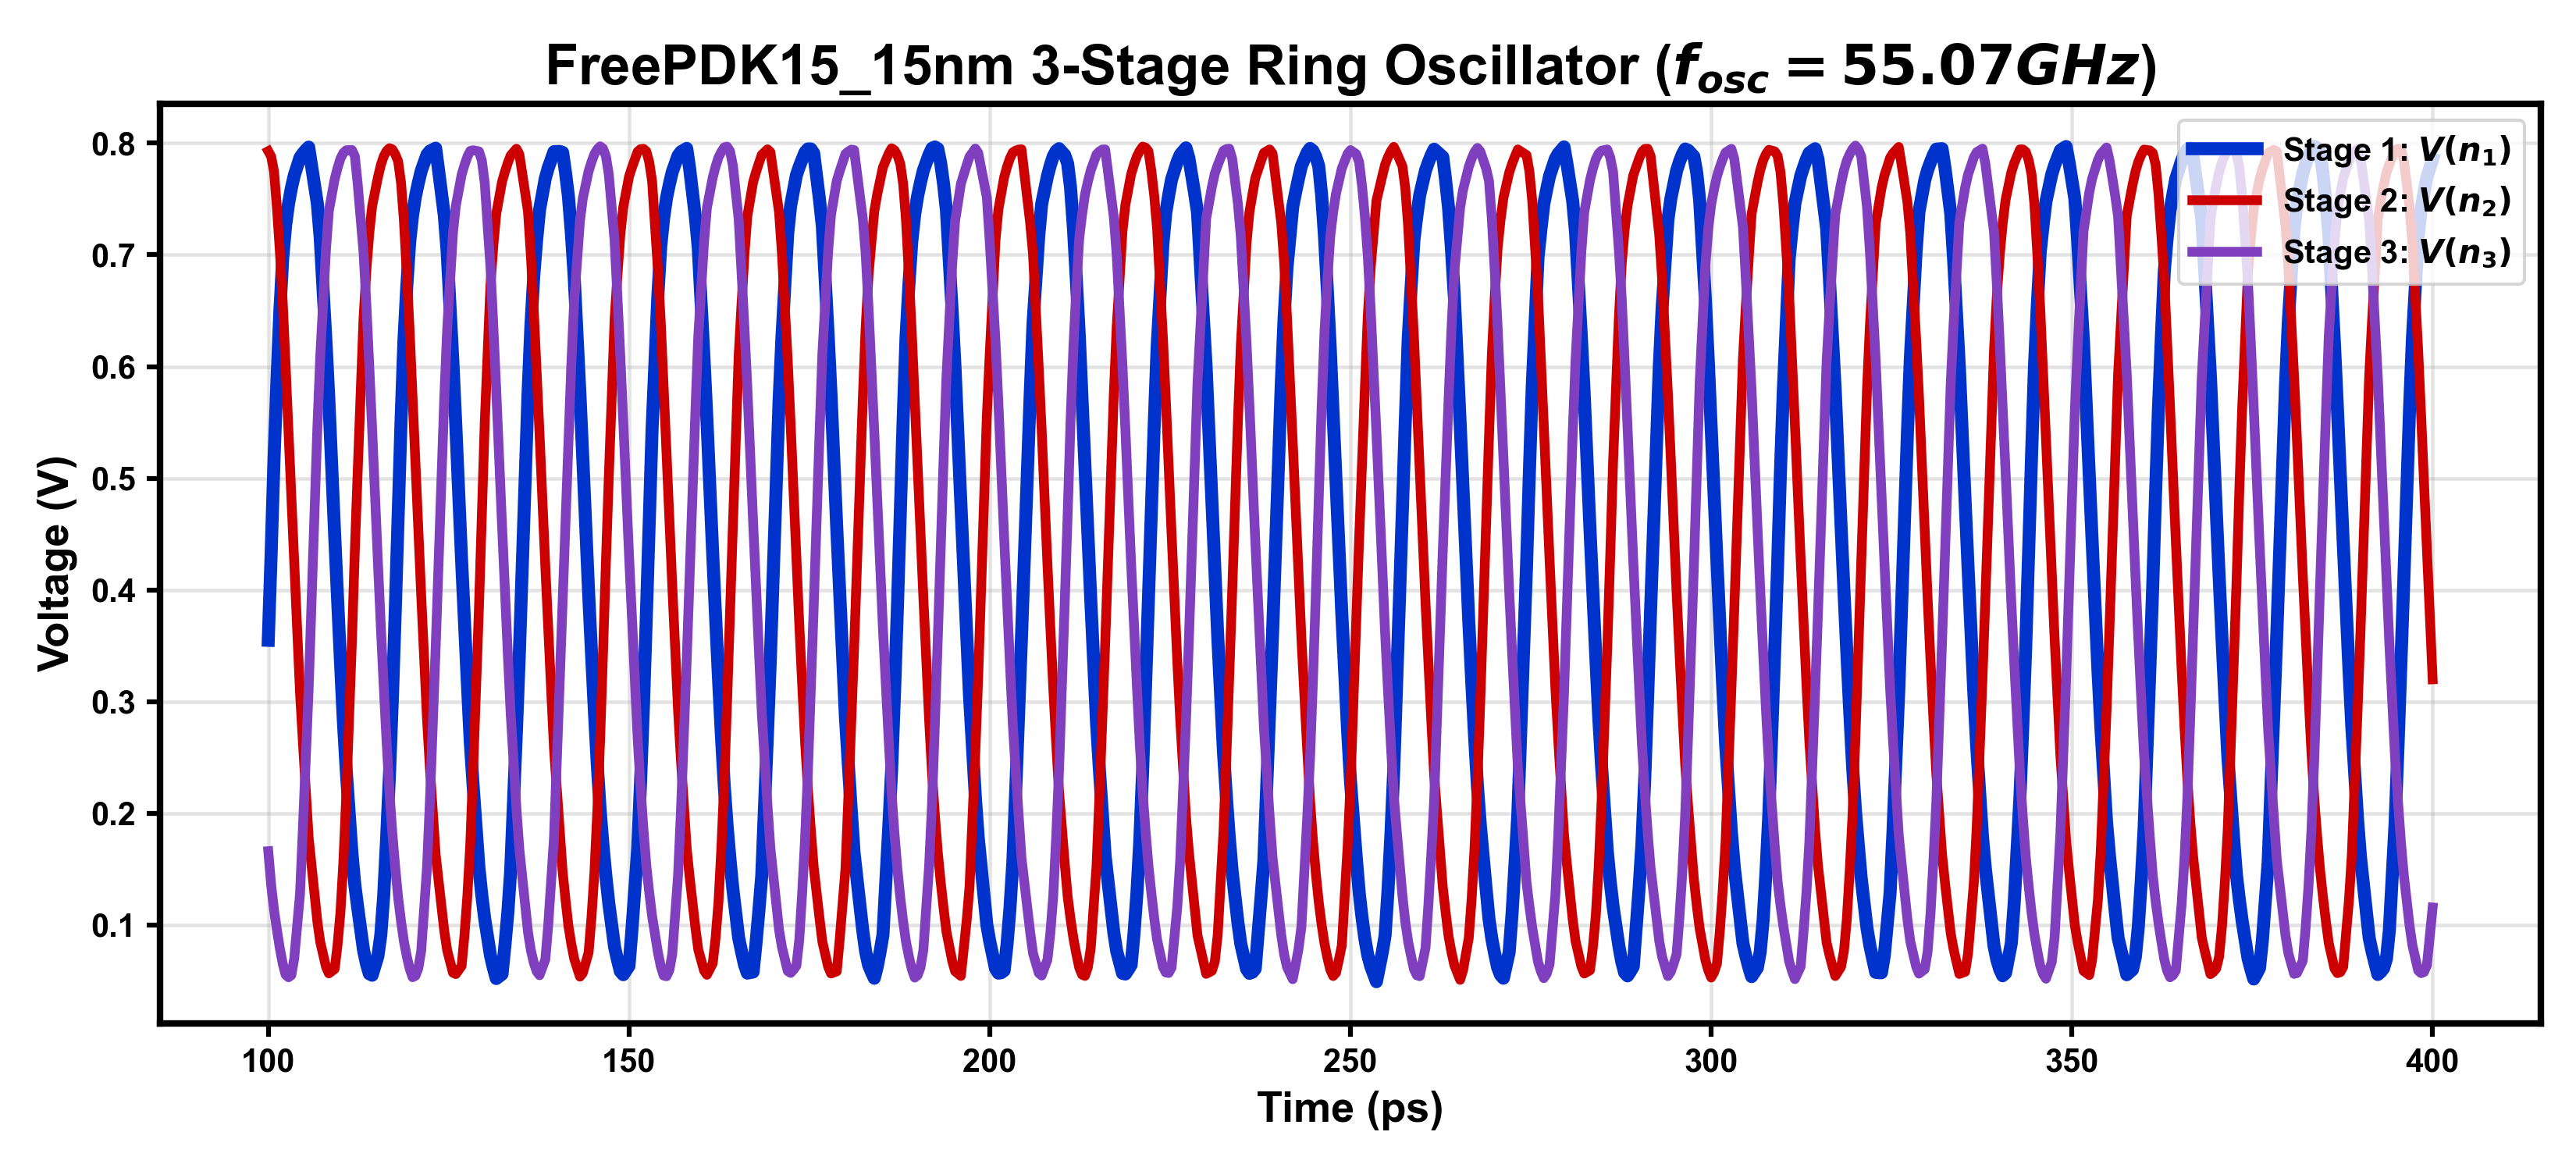 FreePDK15_15nm 3-Stage Ring Oscillator (f_osc = 55.07GHz)
Stage 1: V(n₁)
Stage 2: V(n₂)
Stage 3: V(n₃)
Voltage (V)
0.8
0.7
0.6
0.5
0.4
0.3
0.2
0.1
100 150 200 250 300 350 400
Time (ps)